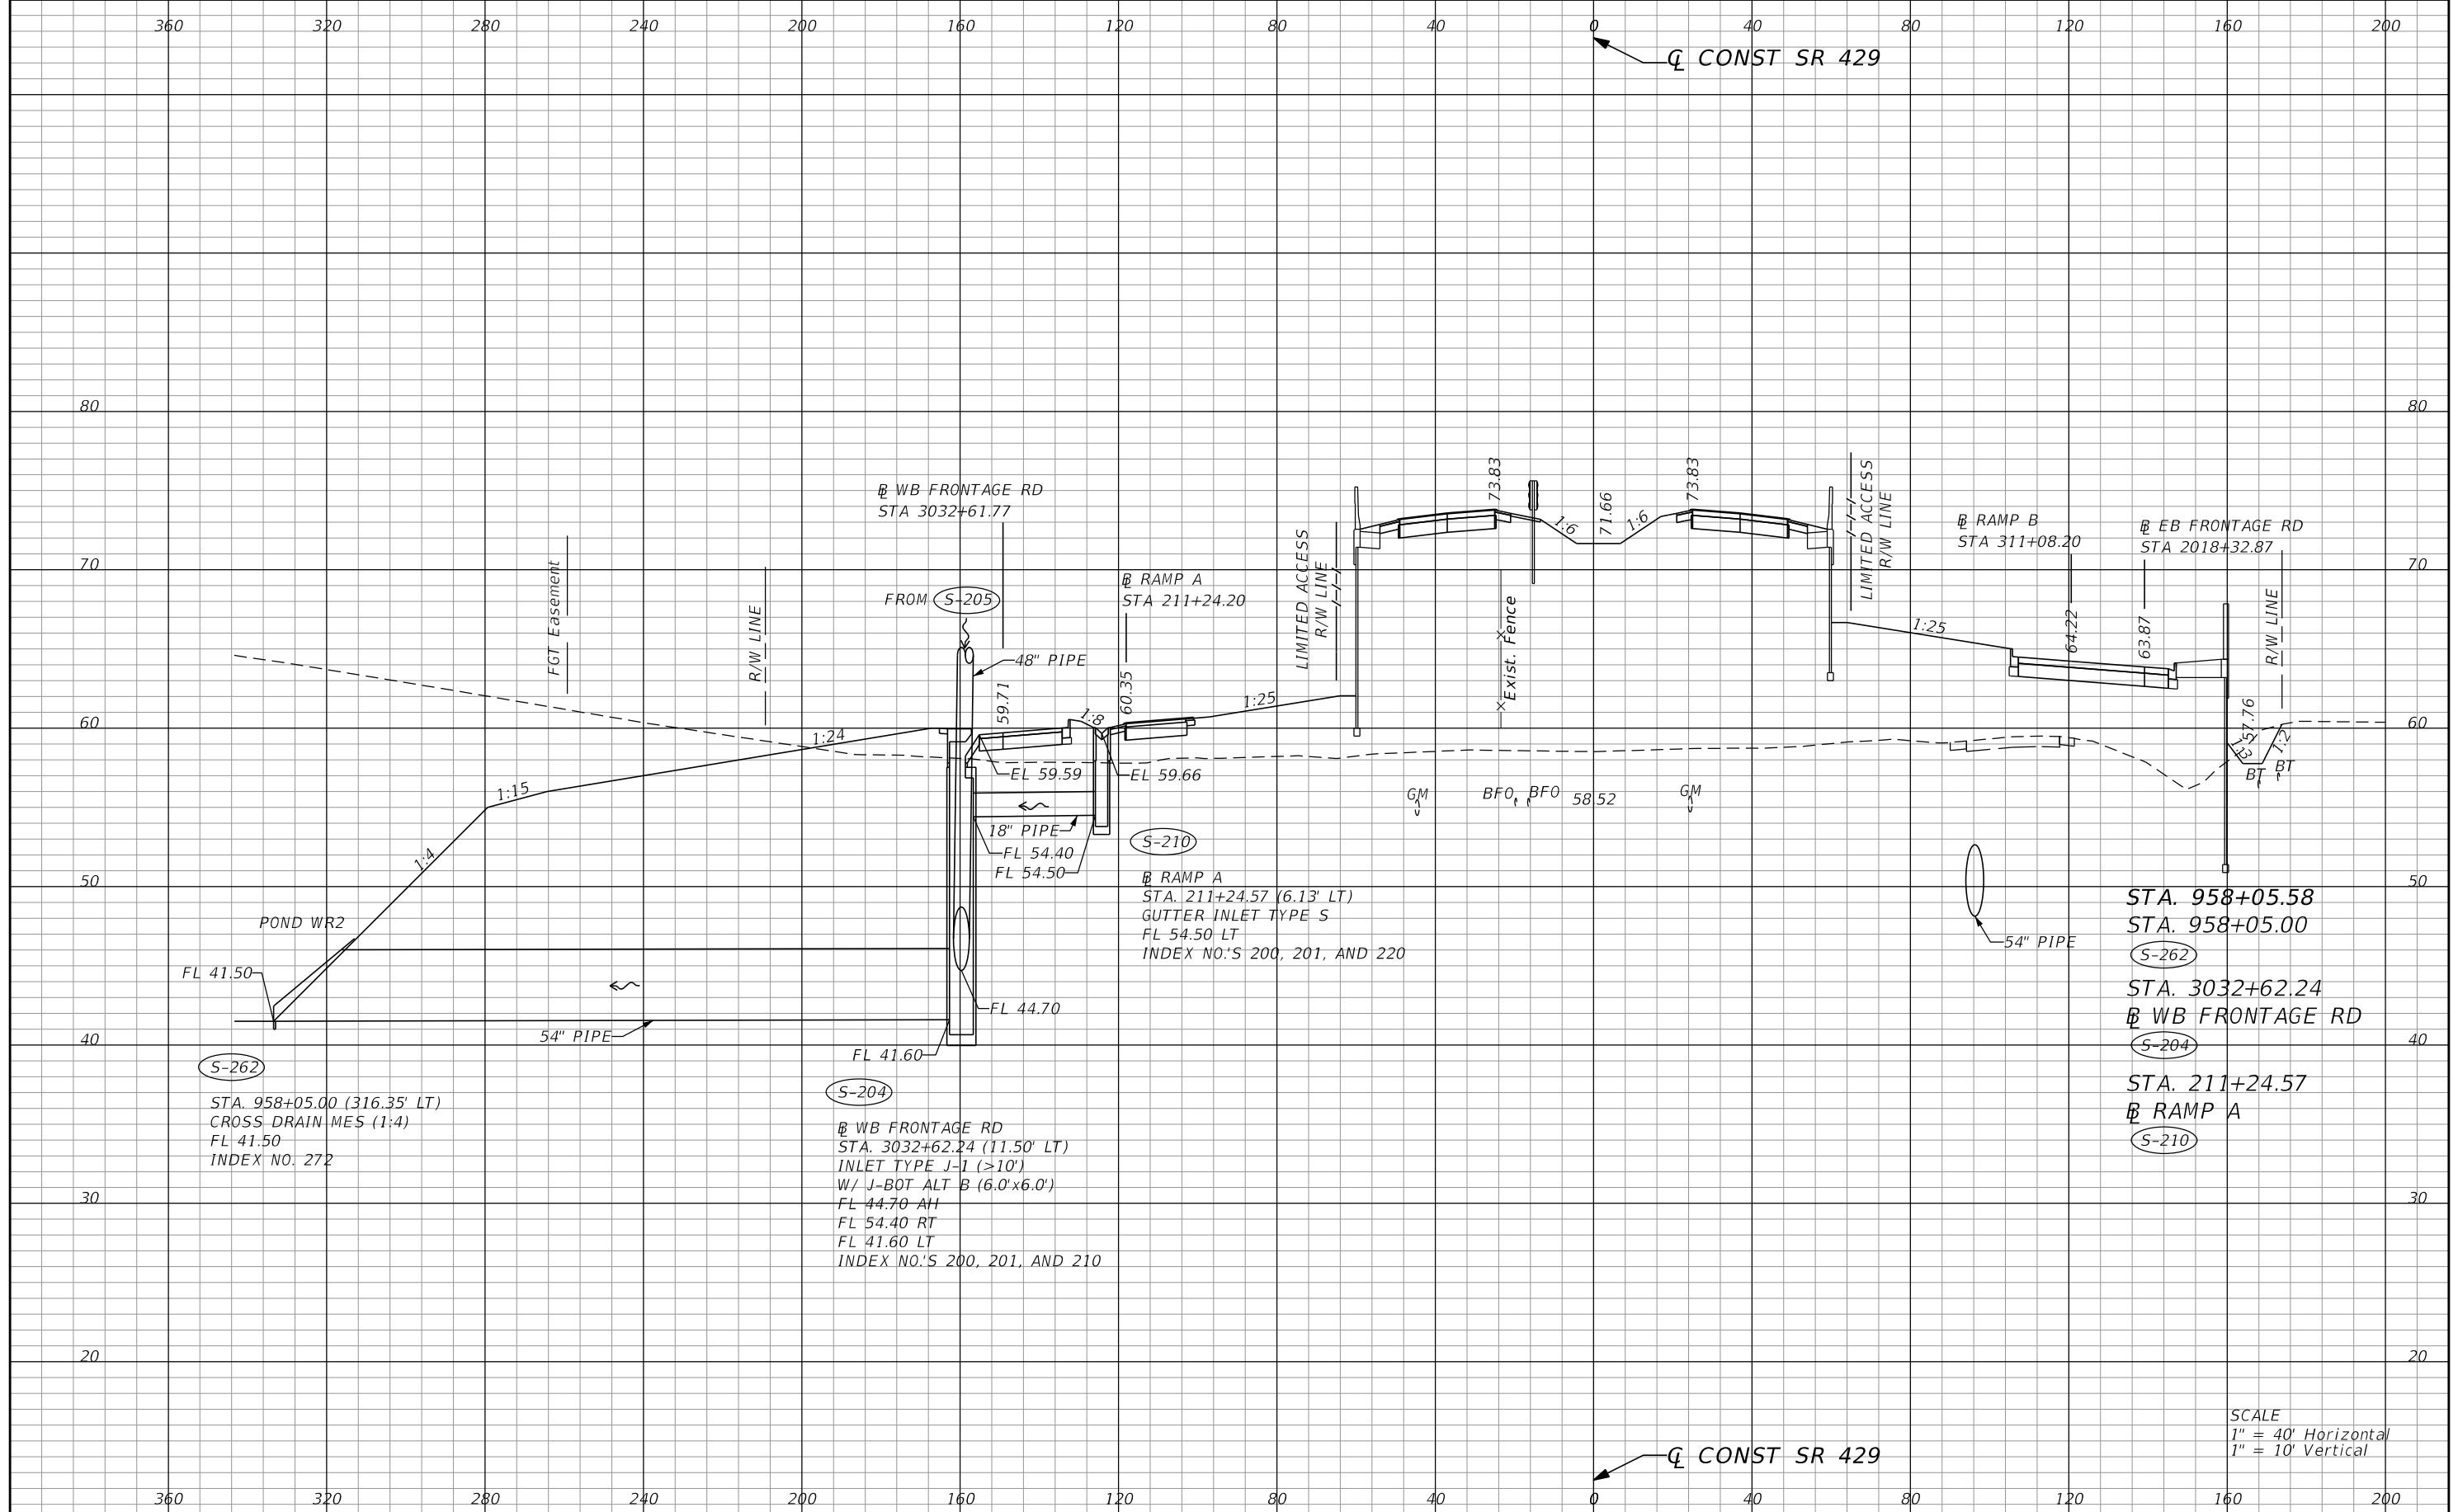 360 320 280 240 200 160 120 80 40 0 40 80 120 160 200
℄ CONST SR 429
80 80
70 70
60 60
50 50
40 40
30 30
20 20
FGT Easement
R/W LINE
℄ WB FRONTAGE RD
STA 3032+61.77
FROM S-205
48" PIPE
59.71
1:8
60.35
℄ RAMP A
STA 211+24.20
1:25
LIMITED ACCESS
R/W LINE
73.83
Exist. Fence
1:6
71.66
1:6
73.83
LIMITED ACCESS
R/W LINE
1:25
℄ RAMP B
STA 311+08.20
64.22
℄ EB FRONTAGE RD
STA 2018+32.87
63.87
R/W LINE
57.76
1:2
BT
BT
1:24
1:15
1:4
EL 59.59
EL 59.66
18" PIPE
FL 54.40
FL 54.50
S-210
℄ RAMP A
STA. 211+24.57 (6.13' LT)
GUTTER INLET TYPE S
FL 54.50 LT
INDEX NO.'S 200, 201, AND 220
GM
BFO
BFO
58.52
GM
54" PIPE
POND WR2
FL 41.50
54" PIPE
FL 44.70
FL 41.60
S-262
STA. 958+05.00 (316.35' LT)
CROSS DRAIN MES (1:4)
FL 41.50
INDEX NO. 272
S-204
℄ WB FRONTAGE RD
STA. 3032+62.24 (11.50' LT)
INLET TYPE J-1 (>10')
W/ J-BOT ALT B (6.0'x6.0')
FL 44.70 AH
FL 54.40 RT
FL 41.60 LT
INDEX NO.'S 200, 201, AND 210
STA. 958+05.58
STA. 958+05.00
S-262
STA. 3032+62.24
℄ WB FRONTAGE RD
S-204
STA. 211+24.57
℄ RAMP A
S-210
SCALE
1" = 40' Horizontal
1" = 10' Vertical
℄ CONST SR 429
360 320 280 240 200 160 120 80 40 0 40 80 120 160 200